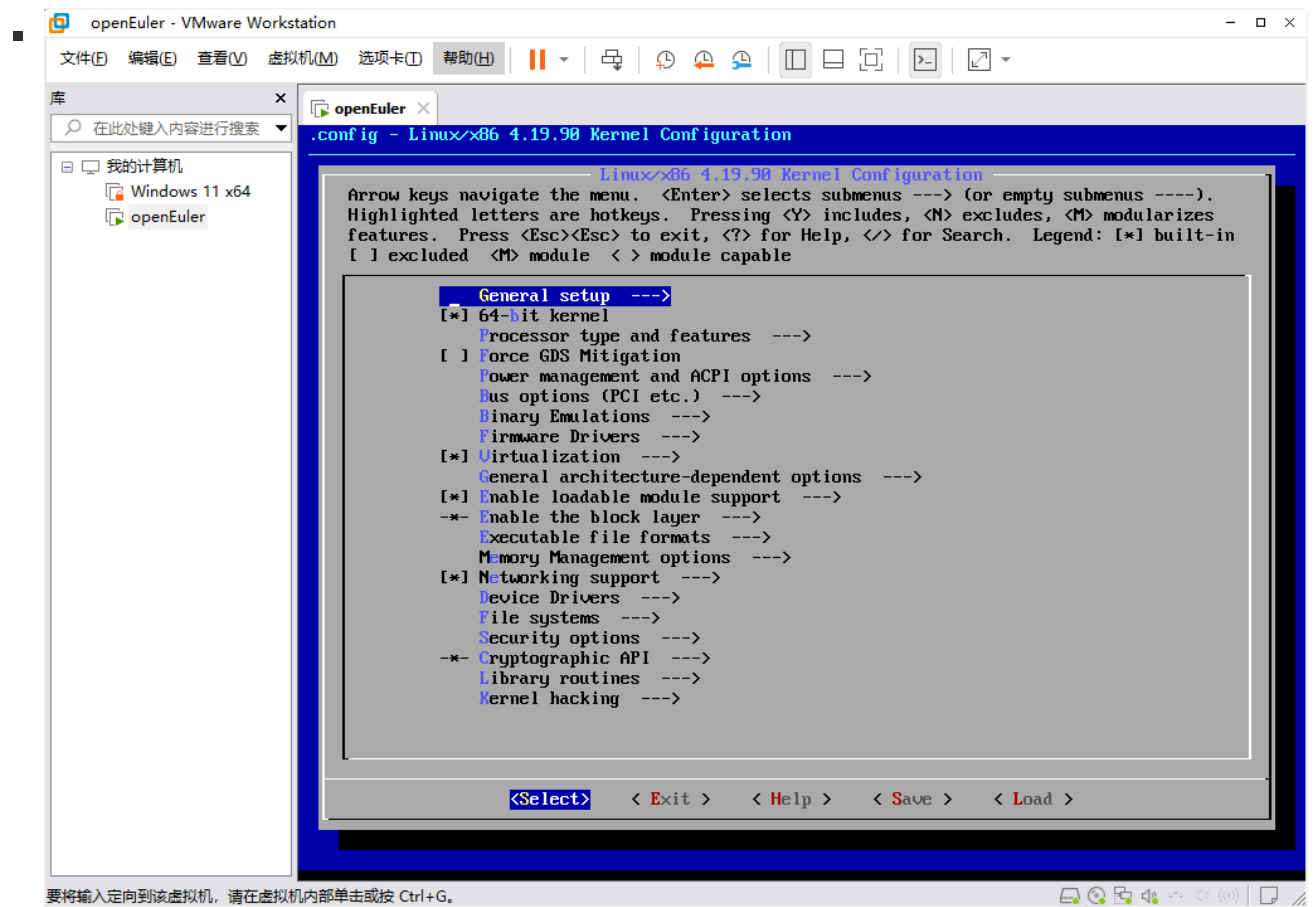 openEuler - VMware Workstation
文件(F) 编辑(E) 查看(V) 虚拟机(M) 选项卡(T) 帮助(H)
库
在此处键入内容进行搜索
我的计算机
Windows 11 x64
openEuler
openEuler
.config - Linux/x86 4.19.90 Kernel Configuration
Linux/x86 4.19.90 Kernel Configuration
Arrow keys navigate the menu. <Enter> selects submenus ---> (or empty submenus ----).
Highlighted letters are hotkeys. Pressing <Y> includes, <N> excludes, <M> modularizes
features. Press <Esc><Esc> to exit, <?> for Help, </> for Search. Legend: [*] built-in
[ ] excluded <M> module < > module capable
General setup --->
[*] 64-bit kernel
Processor type and features --->
[ ] Force GDS Mitigation
Power management and ACPI options --->
Bus options (PCI etc.) --->
Binary Emulations --->
Firmware Drivers --->
[*] Virtualization --->
General architecture-dependent options --->
[*] Enable loadable module support --->
-*- Enable the block layer --->
Executable file formats --->
Memory Management options --->
[*] Networking support --->
Device Drivers --->
File systems --->
Security options --->
-*- Cryptographic API --->
Library routines --->
Kernel hacking --->
<Select> < Exit > < Help > < Save > < Load >
要将输入定向到该虚拟机，请在虚拟机内部单击或按 Ctrl+G。